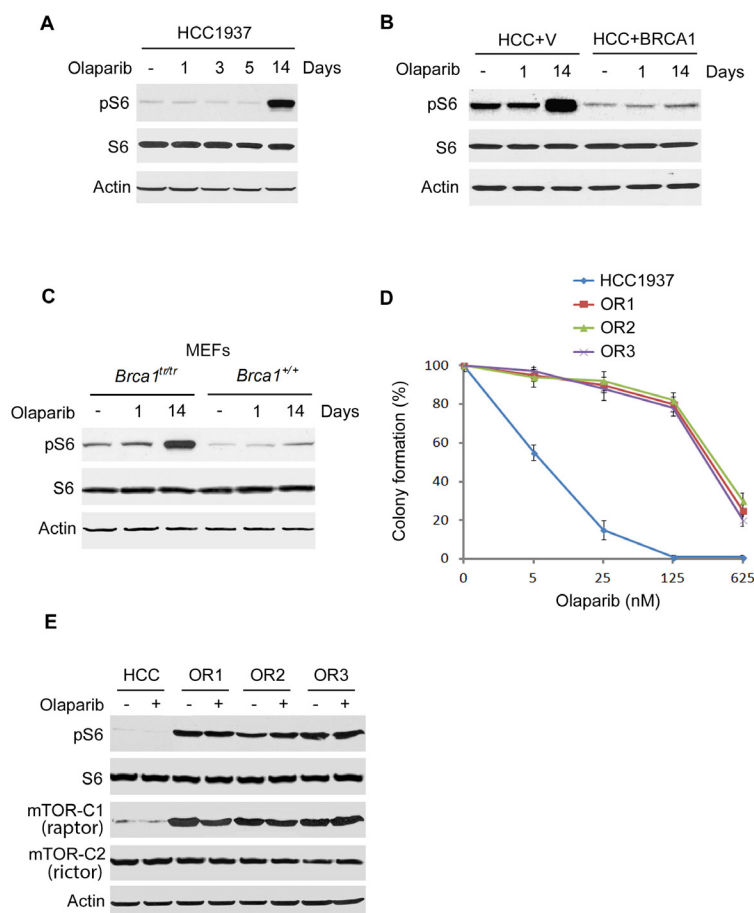 A
HCC1937
Olaparib - 1 3 5 14 Days
pS6
S6
Actin
B
HCC+V HCC+BRCA1
Olaparib - 1 14 - 1 14 Days
pS6
S6
Actin
C
MEFs
Brca1tr/tr Brca1+/+
Olaparib - 1 14 - 1 14 Days
pS6
S6
Actin
D
HCC1937
OR1
OR2
OR3
Colony formation (%)
100
80
60
40
20
0
0 5 25 125 625
Olaparib (nM)
E
HCC OR1 OR2 OR3
Olaparib - + - + - + - +
pS6
S6
mTOR-C1
(raptor)
mTOR-C2
(rictor)
Actin